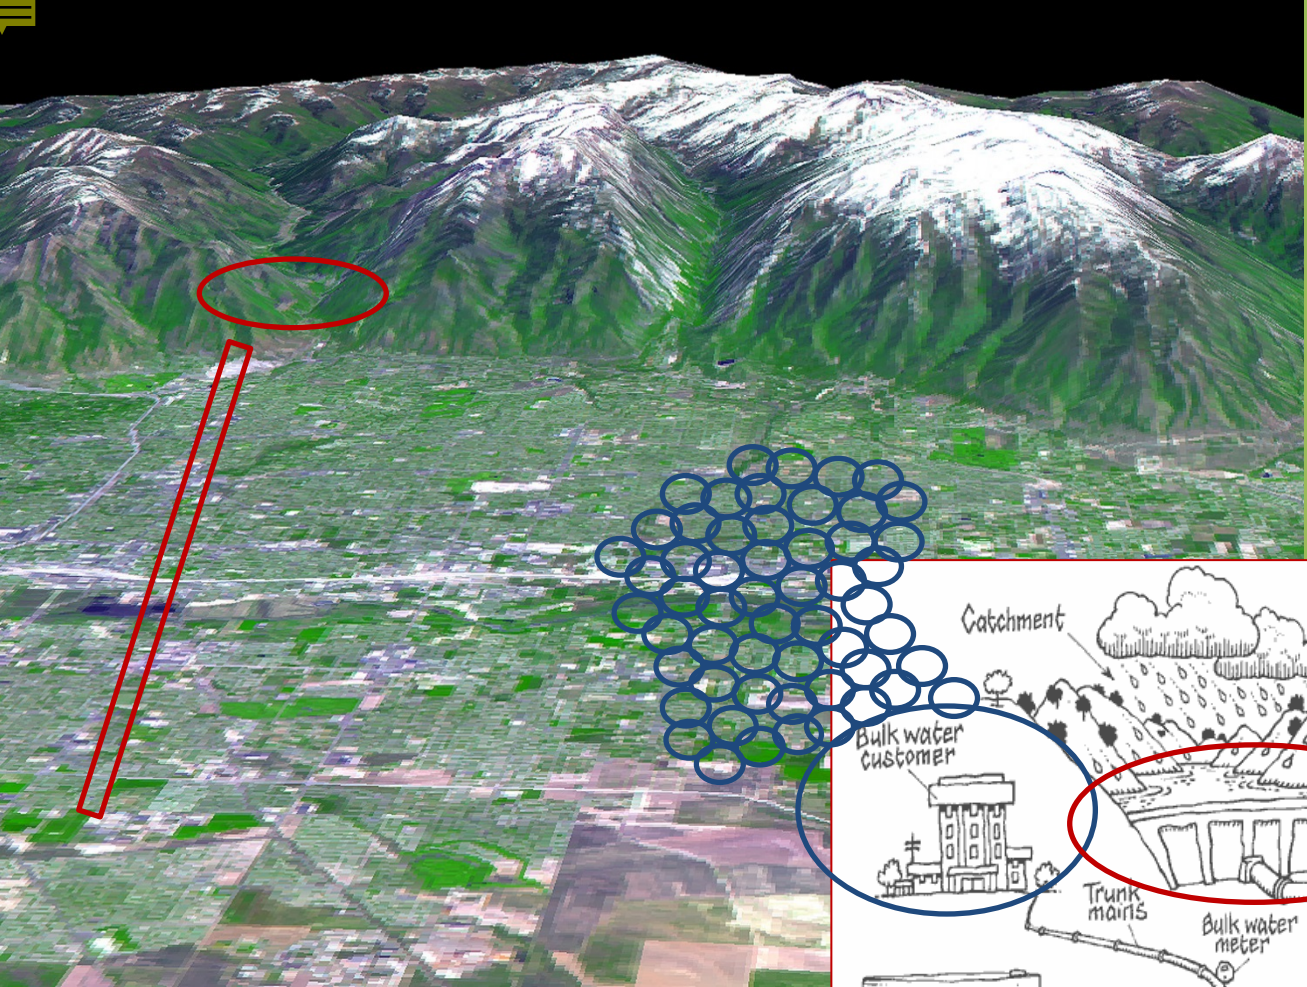 Catchment
Bulk water
customer
Trunk
mains
Bulk water
meter